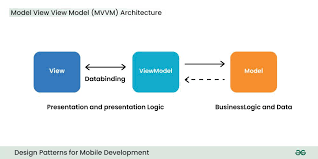 Model View View Model (MVVM) Architecture
View
ViewModel
Model
Databinding
Presentation and presentation Logic
BusinessLogic and Data
Design Patterns for Mobile Development